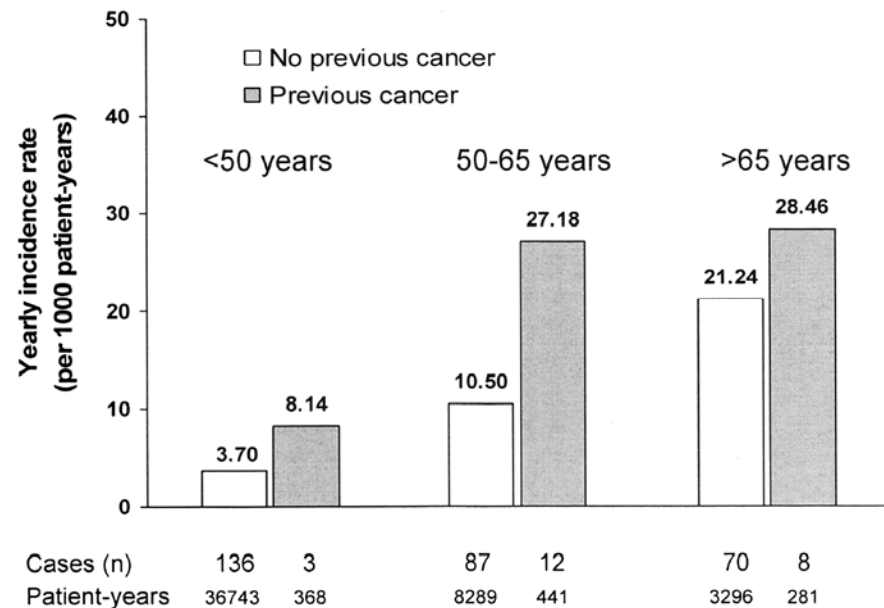 50
No previous cancer
Previous cancer
40
<50 years 50-65 years >65 years
Yearly incidence rate
(per 1000 patient-years)
30
27.18
28.46
21.24
20
10.50
10
8.14
3.70
0
Cases (n) 136 3 87 12 70 8
Patient-years 36743 368 8289 441 3296 281